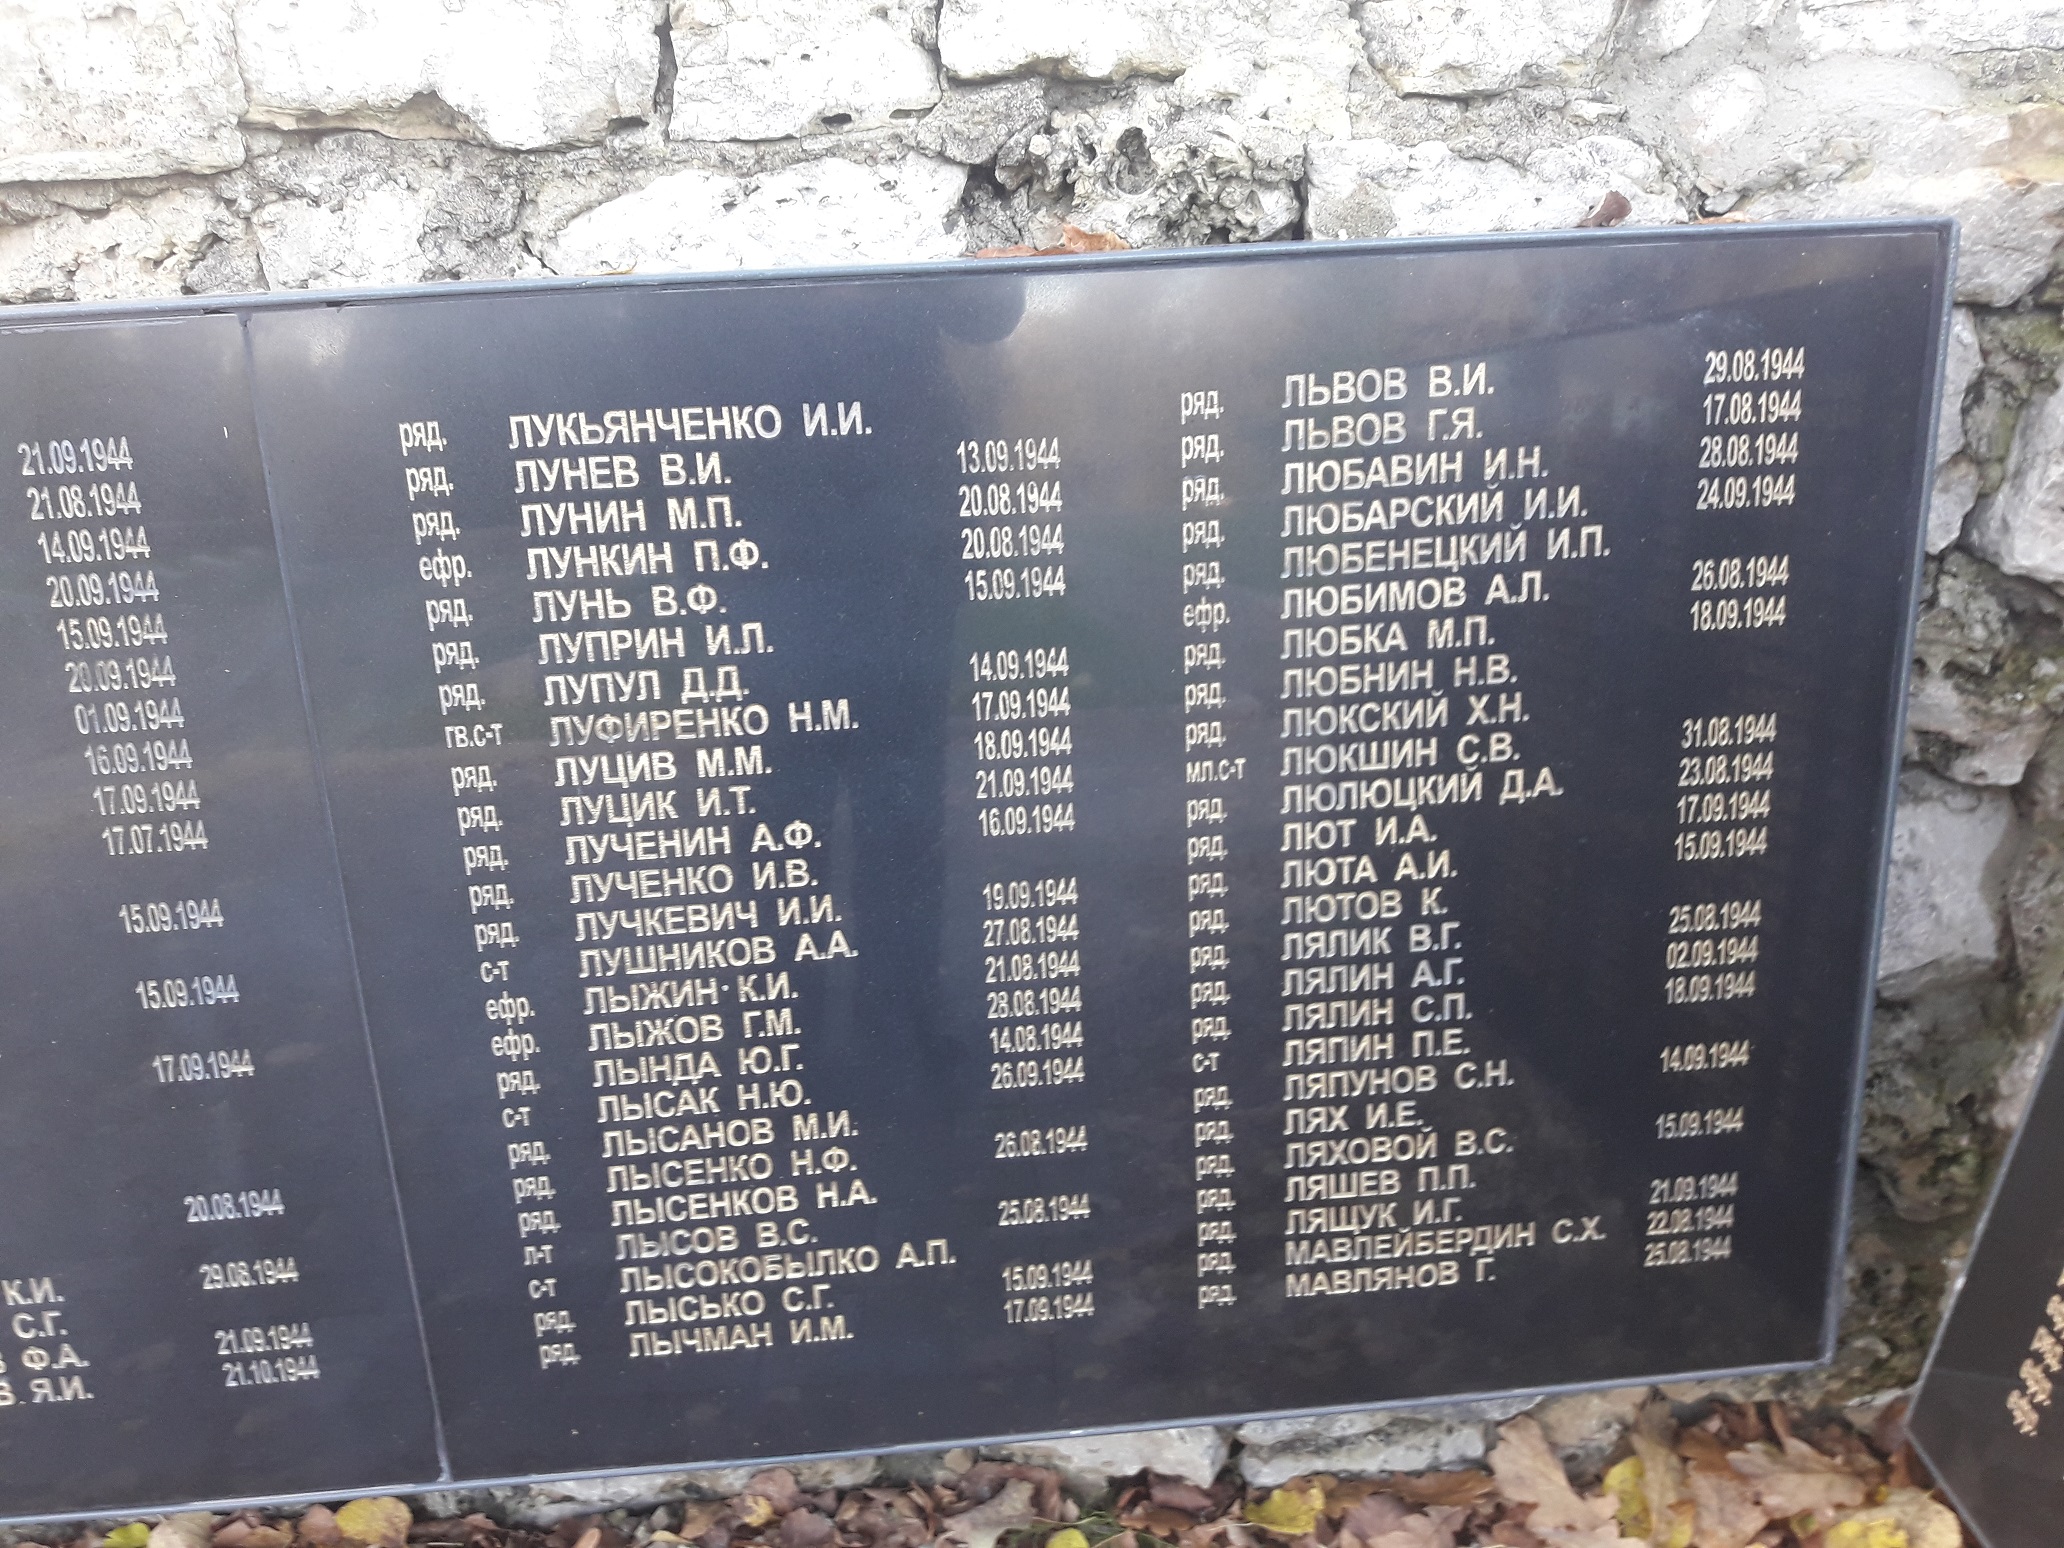 21.09.1944
21.08.1944
14.09.1944
20.09.1944
15.09.1944
20.09.1944
01.09.1944
16.09.1944
17.09.1944
17.07.1944
15.09.1944
15.09.1944
17.09.1944
20.08.1944
К.И. 29.08.1944
С.Г.
Ф.А. 21.09.1944
В. Я.И. 21.10.1944
ряд. ЛУКЬЯНЧЕНКО И.И.
ряд. ЛУНЕВ В.И. 13.09.1944
ряд. ЛУНИН М.П. 20.08.1944
ефр. ЛУНКИН П.Ф. 20.08.1944
ряд. ЛУНЬ В.Ф. 15.09.1944
ряд. ЛУПРИН И.Л.
ряд. ЛУПУЛ Д.Д. 14.09.1944
гв.с-т ЛУФИРЕНКО Н.М. 17.09.1944
ряд. ЛУЦИВ М.М. 18.09.1944
ряд. ЛУЦИК И.Т. 21.09.1944
ряд. ЛУЧЕНИН А.Ф. 16.09.1944
ряд. ЛУЧЕНКО И.В.
ряд. ЛУЧКЕВИЧ И.И. 19.09.1944
с-т ЛУШНИКОВ А.А. 27.08.1944
ефр. ЛЫЖИН К.И. 21.08.1944
ефр. ЛЫЖОВ Г.М. 28.08.1944
ряд. ЛЫНДА Ю.Г. 14.08.1944
с-т ЛЫСАК Н.Ю. 26.09.1944
ряд. ЛЫСАНОВ М.И.
ряд. ЛЫСЕНКО Н.Ф. 26.08.1944
ряд. ЛЫСЕНКОВ Н.А.
л-т ЛЫСОВ В.С. 25.08.1944
с-т ЛЫСОКОБЫЛКО А.П.
ряд. ЛЫСЬКО С.Г. 15.09.1944
ряд. ЛЫЧМАН И.М. 17.09.1944
ряд. ЛЬВОВ В.И. 29.08.1944
ряд. ЛЬВОВ Г.Я. 17.08.1944
ряд. ЛЮБАВИН И.Н. 28.08.1944
ряд. ЛЮБАРСКИЙ И.И. 24.09.1944
ряд. ЛЮБЕНЕЦКИЙ И.П.
ефр. ЛЮБИМОВ А.Л. 26.08.1944
ряд. ЛЮБКА М.П. 18.09.1944
ряд. ЛЮБНИН Н.В.
ряд. ЛЮКСКИЙ Х.Н.
мл.с-т ЛЮКШИН С.В. 31.08.1944
ряд. ЛЮЛЮЦКИЙ Д.А. 23.08.1944
ряд. ЛЮТ И.А. 17.09.1944
ряд. ЛЮТА А.И. 15.09.1944
ряд. ЛЮТОВ К.
ряд. ЛЯЛИК В.Г. 25.08.1944
ряд. ЛЯЛИН А.Г. 02.09.1944
ряд. ЛЯЛИН С.П. 18.09.1944
с-т ЛЯПИН П.Е.
ряд. ЛЯПУНОВ С.Н. 14.09.1944
ряд. ЛЯХ И.Е.
ряд. ЛЯХОВОЙ В.С. 15.09.1944
ряд. ЛЯШЕВ П.П.
ряд. ЛЯЩУК И.Г. 21.09.1944
ряд. МАВЛЕЙБЕРДИН С.Х. 22.08.1944
ряд. МАВЛЯНОВ Г. 25.08.1944